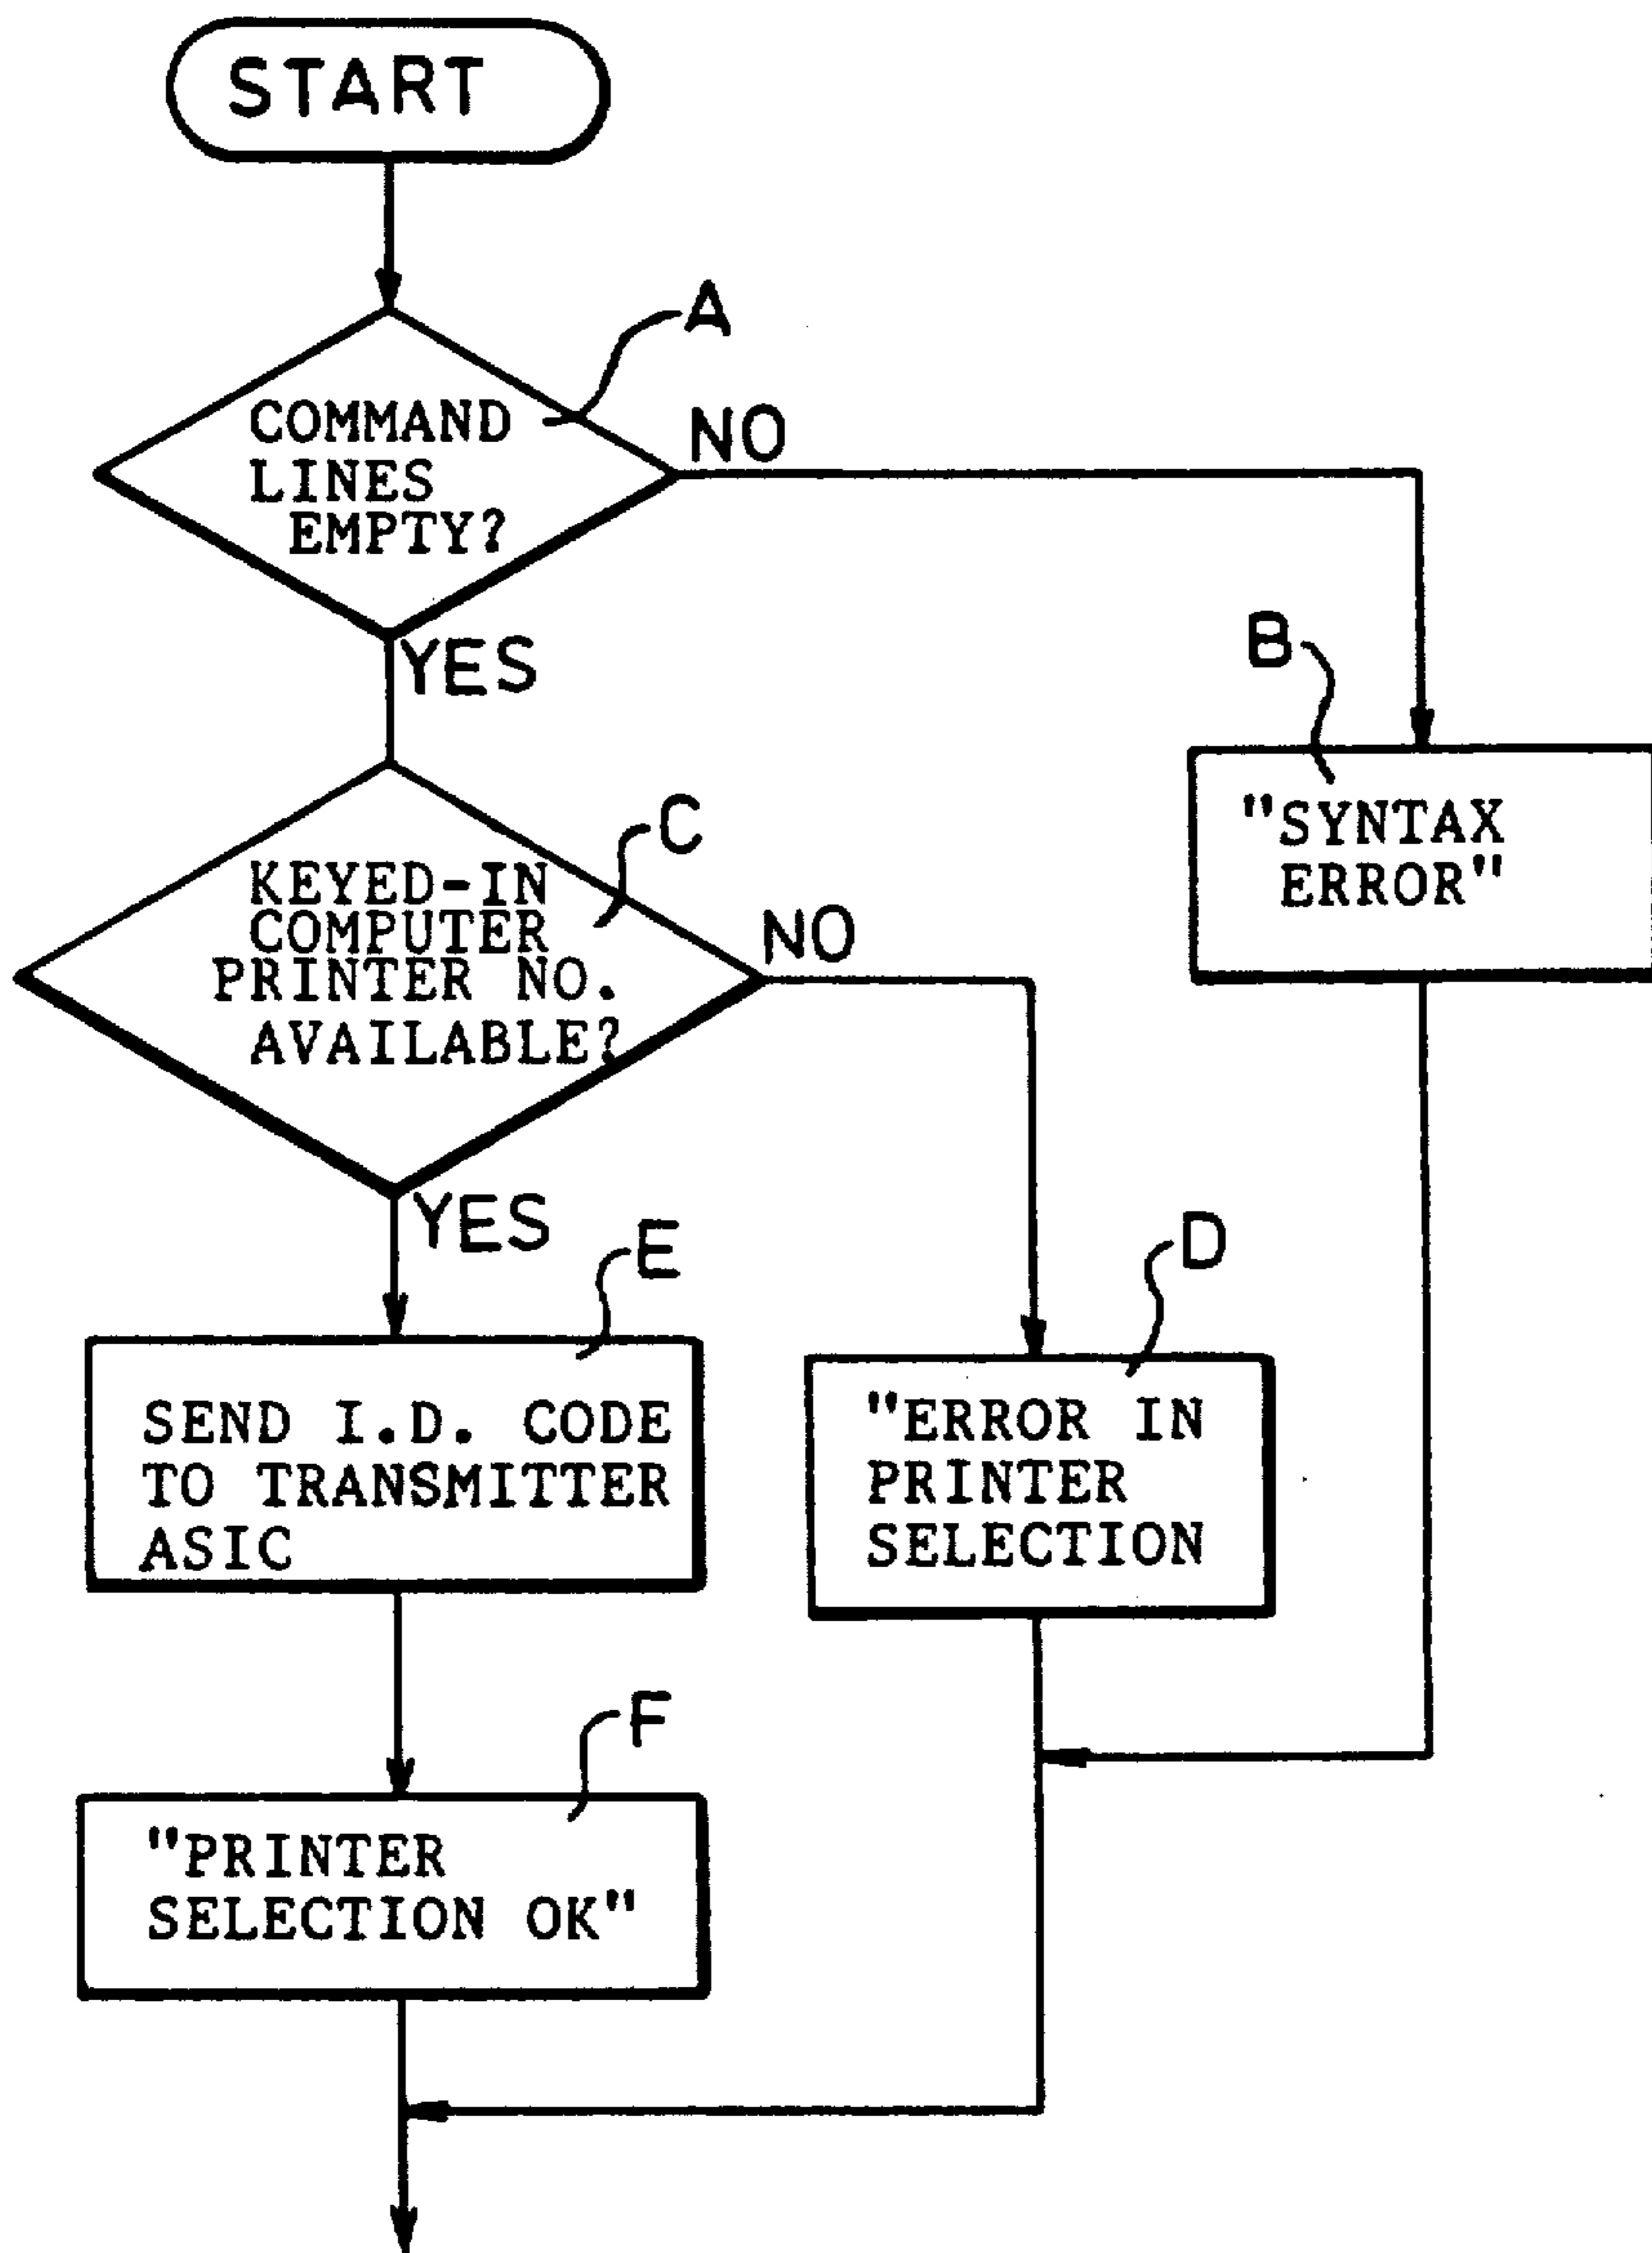 START
A
COMMAND
LINES
EMPTY?
NO
YES
B
"SYNTAX
ERROR"
C
KEYED-IN
COMPUTER
PRINTER NO.
AVAILABLE?
NO
YES
E
SEND I.D. CODE
TO TRANSMITTER
ASIC
D
"ERROR IN
PRINTER
SELECTION
F
"PRINTER
SELECTION OK"